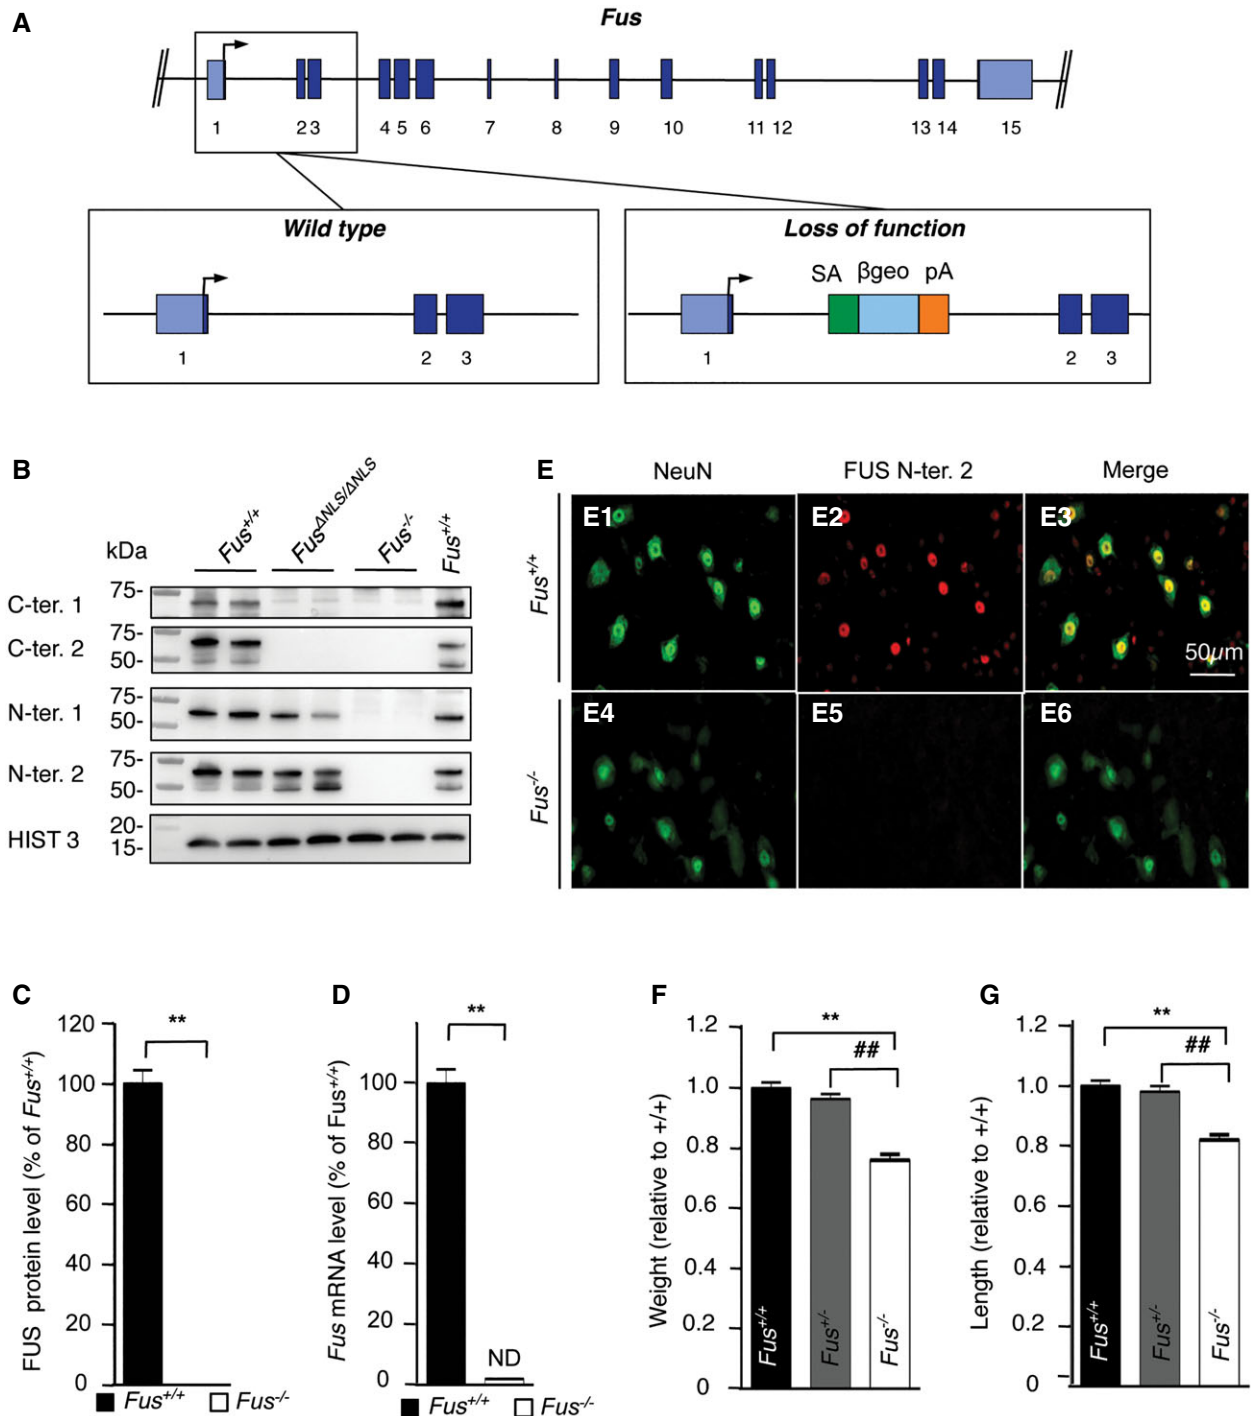 A
Fus
1 2 3 4 5 6 7 8 9 10 11 12 13 14 15
Wild type
1 2 3
Loss of function
SA βgeo pA
1 2 3
B
kDa
Fus+/+ FusΔNLS/ΔNLS Fus-/- Fus+/+
C-ter. 1
75-
C-ter. 2
75-
50-
N-ter. 1
75-
50-
N-ter. 2
75-
50-
HIST 3
20-
15-
E
NeuN FUS N-ter. 2 Merge
Fus+/+
E1 E2 E3
50µm
Fus-/-
E4 E5 E6
C
FUS protein level (% of Fus+/+)
120
100
80
60
40
20
0
**
Fus+/+ Fus-/-
D
Fus mRNA level (% of Fus+/+)
100
80
60
40
20
0
**
ND
Fus+/+ Fus-/-
F
Weight (relative to +/+)
1.2
1.0
0.8
0.6
0.4
0.2
0
**
##
Fus+/+ Fus+/- Fus-/-
G
Length (relative to +/+)
1.2
1.0
0.8
0.6
0.4
0.2
0
**
##
Fus+/+ Fus+/- Fus-/-